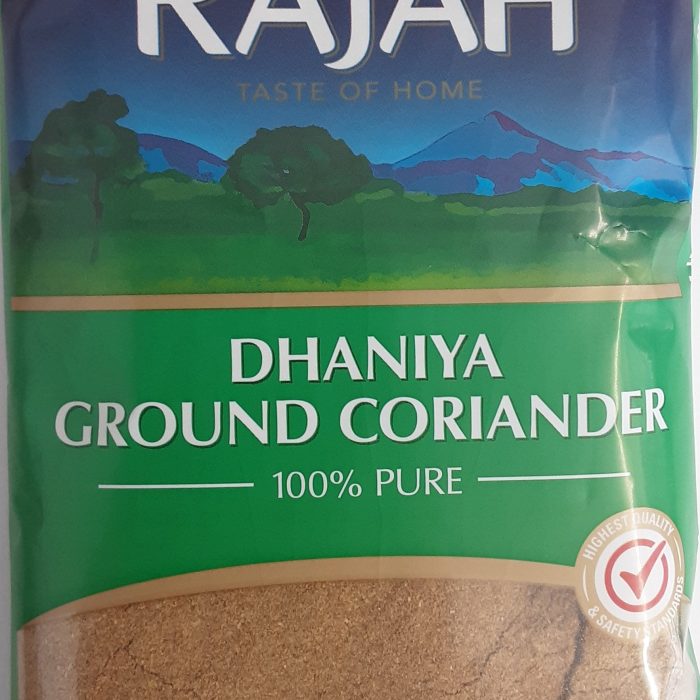 RAJAH
TASTE OF HOME
DHANIYA
GROUND CORIANDER
100% PURE
HIGHEST QUALITY
& SAFETY STANDARDS